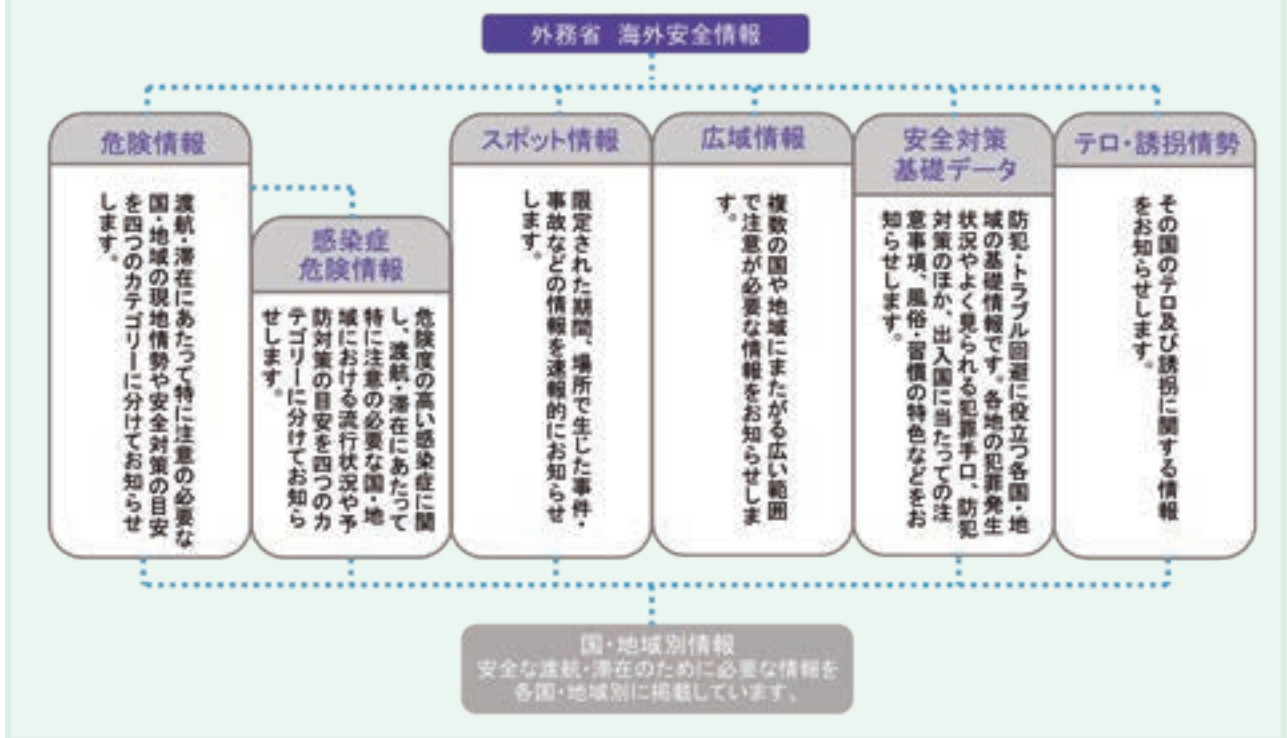 外務省 海外安全情報
危険情報
渡航・滞在にあたって特に注意の必要な
国・地域の現地情勢や安全対策の目安
を四つのカテゴリーに分けてお知らせ
します。
感染症
危険情報
危険度の高い感染症に関
し、渡航・滞在にあたって
特に注意の必要な国・地
域における流行状況や予
防対策の目安を四つのカ
テゴリーに分けてお知ら
せします。
スポット情報
限定された期間、場所で生じた事件・
事故などの情報を速報的にお知らせ
します。
広域情報
複数の国や地域にまたがる広い範囲
で注意が必要な情報をお知らせしま
す。
安全対策
基礎データ
防犯・トラブル回避に役立つ各国・地
域の基礎情報です。各地の犯罪発生
状況やよく見られる犯罪手口、防犯
対策のほか、出入国に当たっての注
意事項、風俗・習慣の特色などをお
知らせします。
テロ・誘拐情勢
その国のテロ及び誘拐に関する情報
をお知らせします。
国・地域別情報
安全な渡航・滞在のために必要な情報を
各国・地域別に掲載しています。